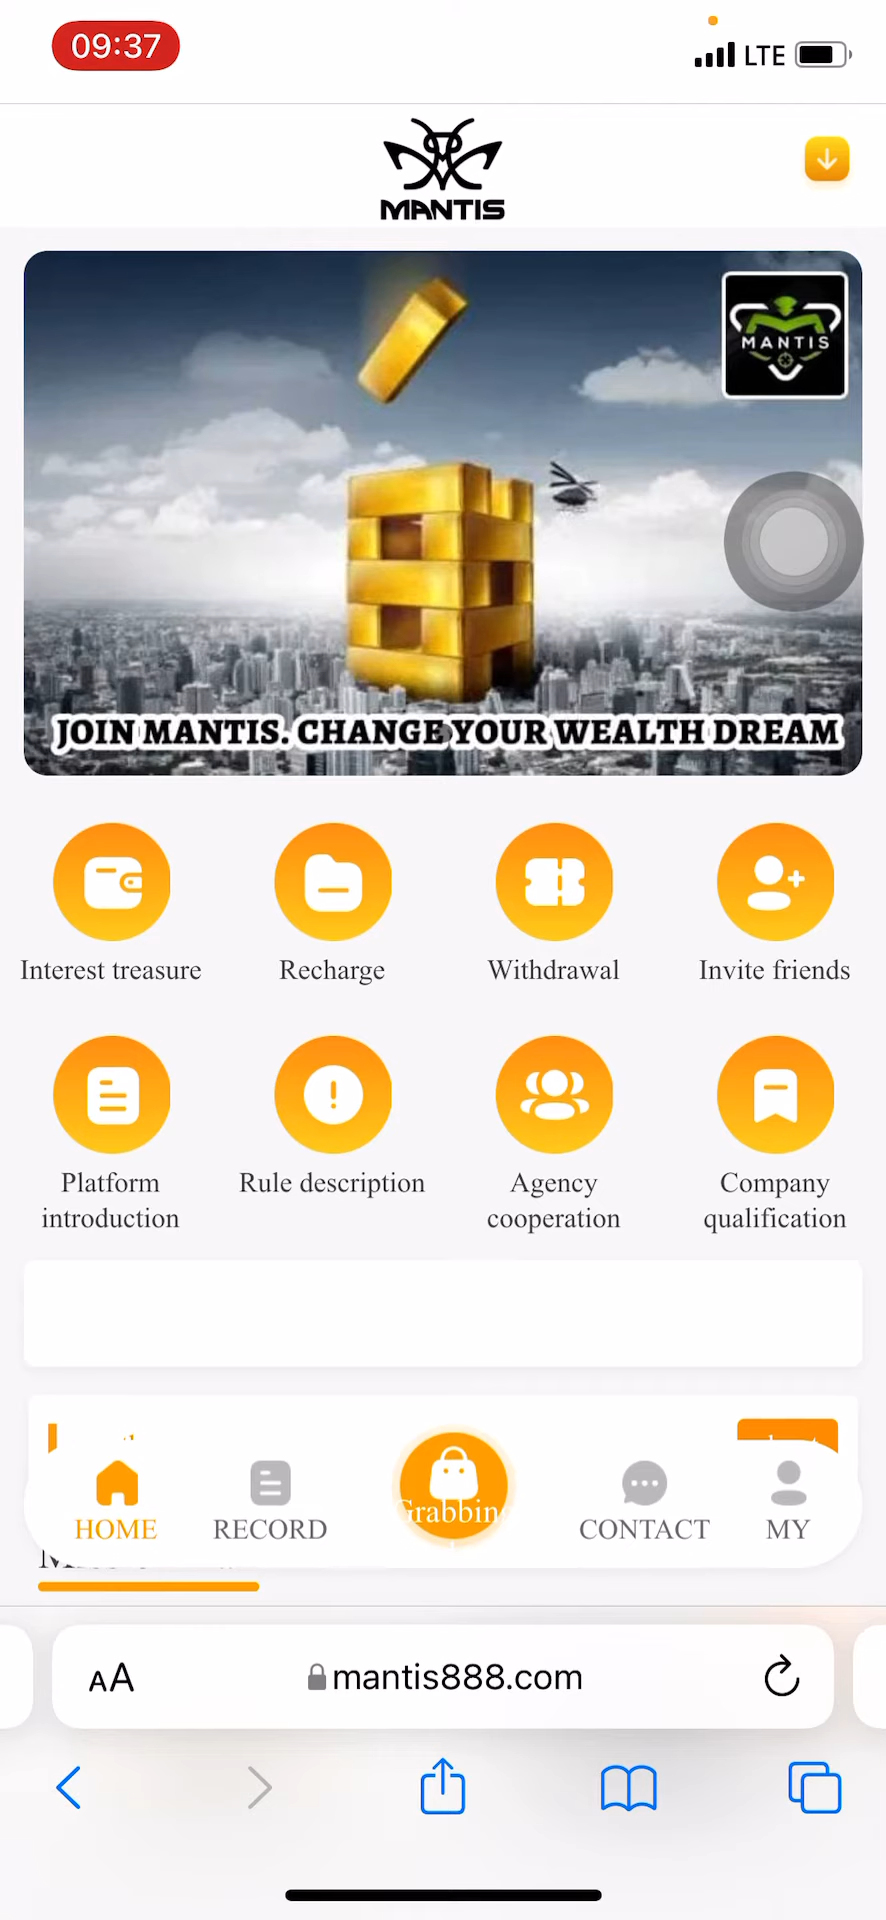 09:37
LTE
MANTIS
MANTIS
JOIN MANTIS. CHANGE YOUR WEALTH DREAM
Interest treasure
Recharge
Withdrawal
Invite friends
Platform
introduction
Rule description
Agency
cooperation
Company
qualification
HOME
RECORD
Grabbing
CONTACT
MY
AA
mantis888.com